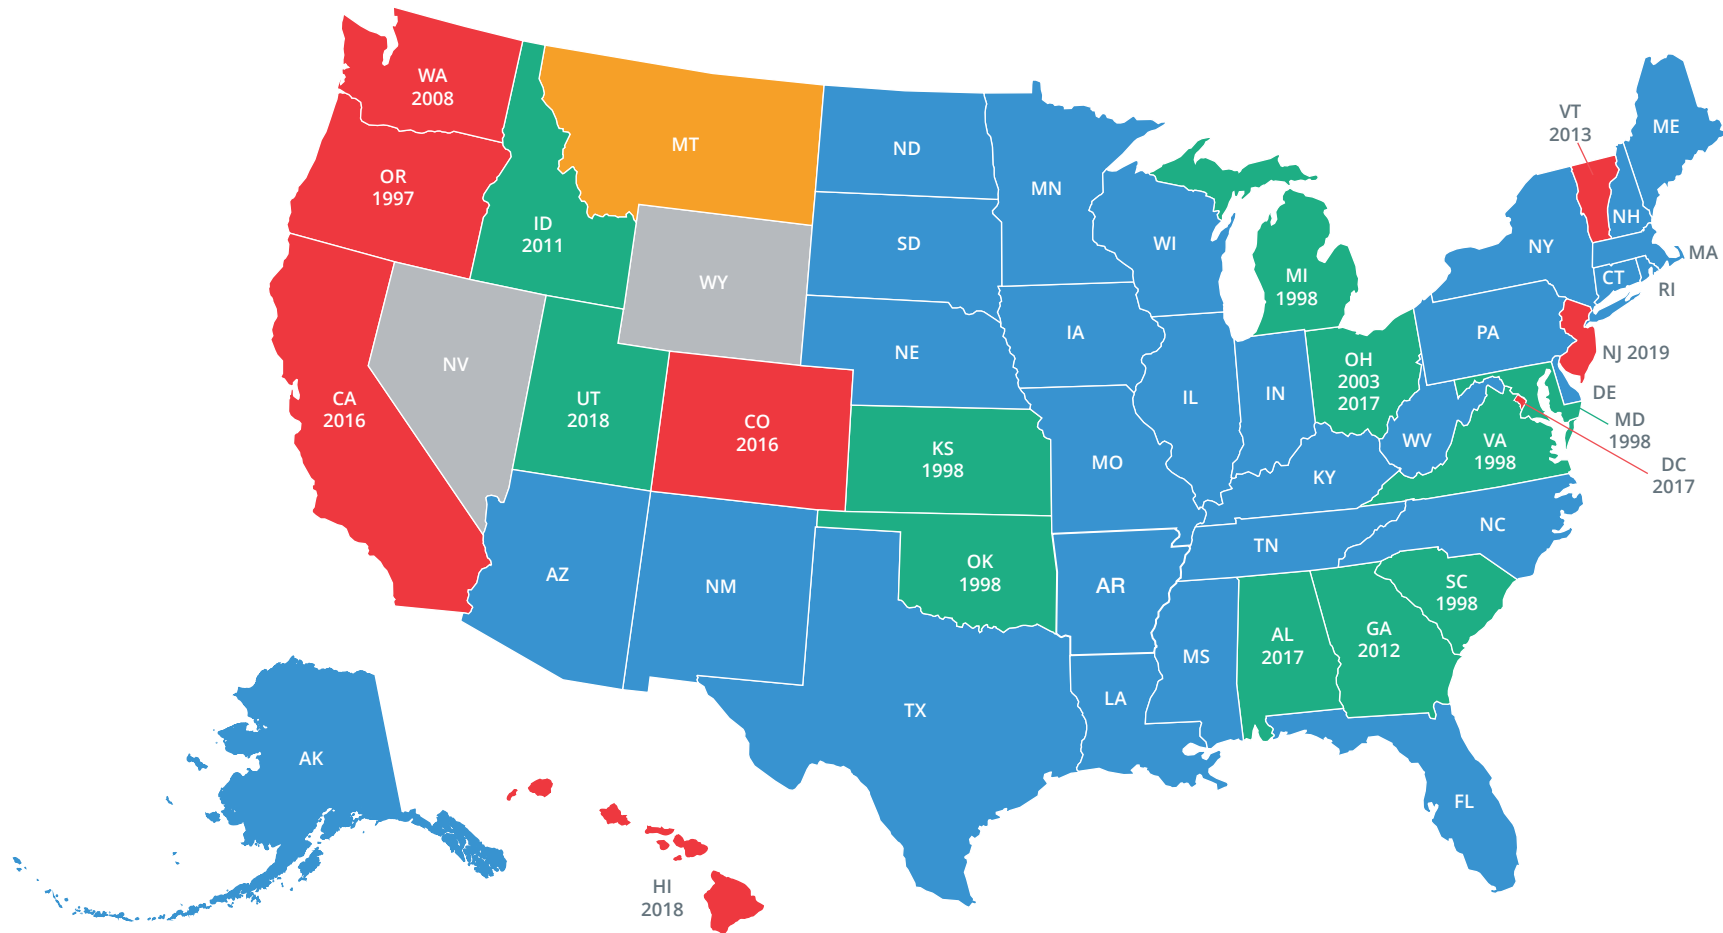 WA
2008
OR
1997
CA
2016
NV
ID
2011
MT
WY
UT
2018
CO
2016
AZ
NM
ND
SD
NE
KS
1998
OK
1998
TX
MN
IA
MO
AR
LA
WI
IL
MI
1998
IN
OH
2003
2017
KY
TN
MS
AL
2017
GA
2012
FL
SC
1998
NC
VA
1998
WV
PA
NY
VT
2013
NH
ME
MA
CT
RI
NJ 2019
DE
MD
1998
DC
2017
AK
HI
2018